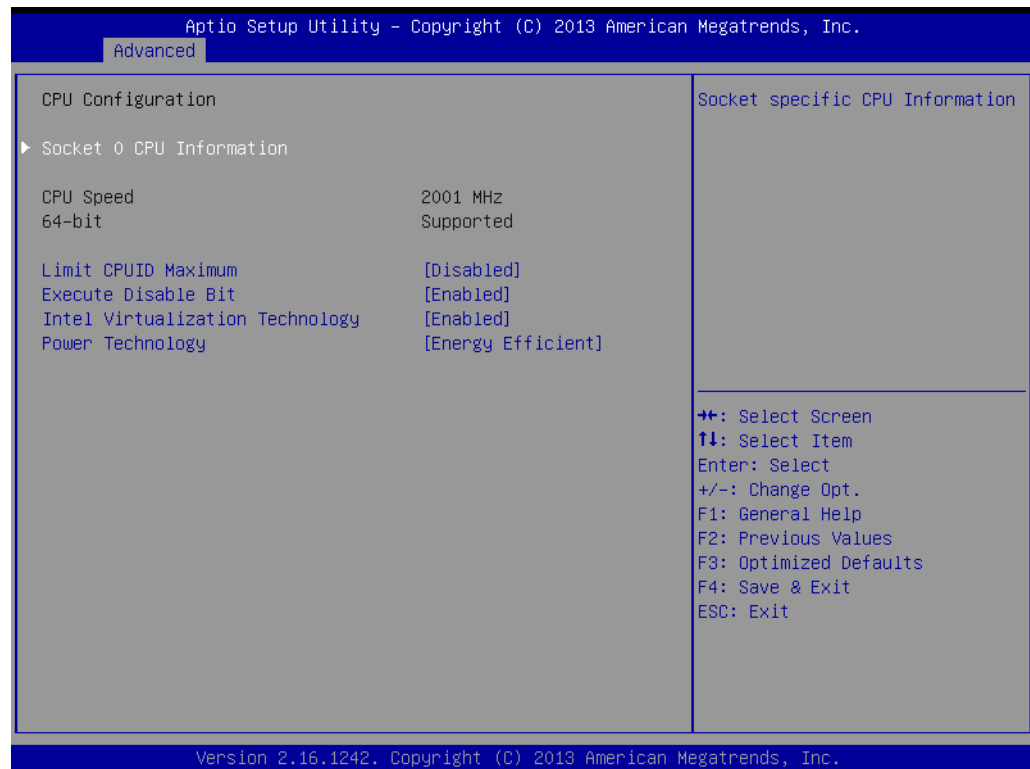 Aptio Setup Utility – Copyright (C) 2013 American Megatrends, Inc.
Advanced
CPU Configuration
Socket 0 CPU Information
CPU Speed 2001 MHz
64-bit Supported
Limit CPUID Maximum [Disabled]
Execute Disable Bit [Enabled]
Intel Virtualization Technology [Enabled]
Power Technology [Energy Efficient]
Socket specific CPU Information
→←: Select Screen
↑↓: Select Item
Enter: Select
+/-: Change Opt.
F1: General Help
F2: Previous Values
F3: Optimized Defaults
F4: Save & Exit
ESC: Exit
Version 2.16.1242. Copyright (C) 2013 American Megatrends, Inc.